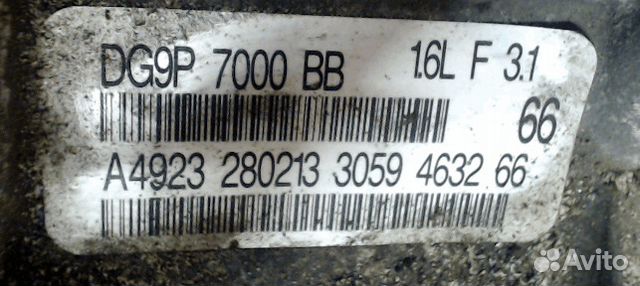 DG9P 7000 BB 1.6L F 3.1
66
A4923 280213 3059 4632 66
Avito